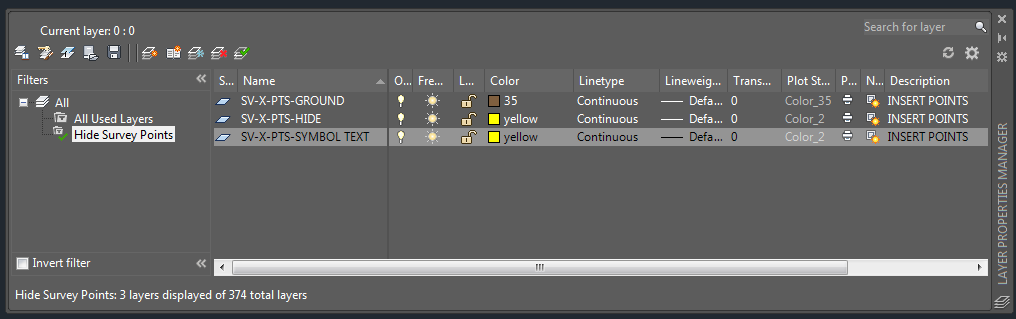 Current layer: 0 : 0
Search for layer
Filters
S... Name O... Fre... L... Color Linetype Lineweig... Trans... Plot St... P... N... Description
All
All Used Layers
Hide Survey Points
SV-X-PTS-GROUND 35 Continuous Defa... 0 Color_35 INSERT POINTS
SV-X-PTS-HIDE yellow Continuous Defa... 0 Color_2 INSERT POINTS
SV-X-PTS-SYMBOL TEXT yellow Continuous Defa... 0 Color_2 INSERT POINTS
Invert filter
Hide Survey Points: 3 layers displayed of 374 total layers
LAYER PROPERTIES MANAGER